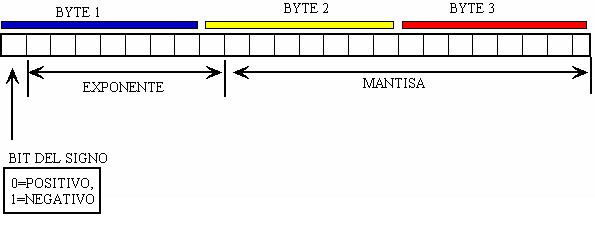 BYTE 1
BYTE 2
BYTE 3
EXPONENTE
MANTISA
BIT DEL SIGNO
0=POSITIVO,
1=NEGATIVO